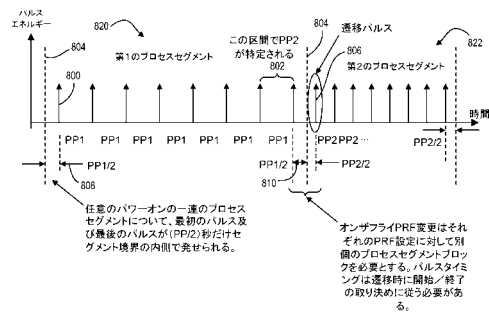 パルス
エネルギー
820
804
第1のプロセスセグメント
800
この区間でPP2
が特定される
802
804
遷移パルス
806
第2のプロセスセグメント
822
時間
PP1 PP1 PP1 PP1 PP1 PP1 PP1 PP2 PP2…
PP2/2
PP1/2
806
PP1/2
810
PP2/2
任意のパワーオンの一連のプロセス
セグメントについて、最初のパルス及
び最後のパルスが(PP/2)秒だけセ
グメント境界の内側で発せられる。
オンザフライPRF変更はそれ
ぞれのPRF設定に対して別
個のプロセスセグメントブロッ
クを必要とする。パルスタイミ
ングは遷移時に開始/終了
の取り決めに従う必要があ
る。